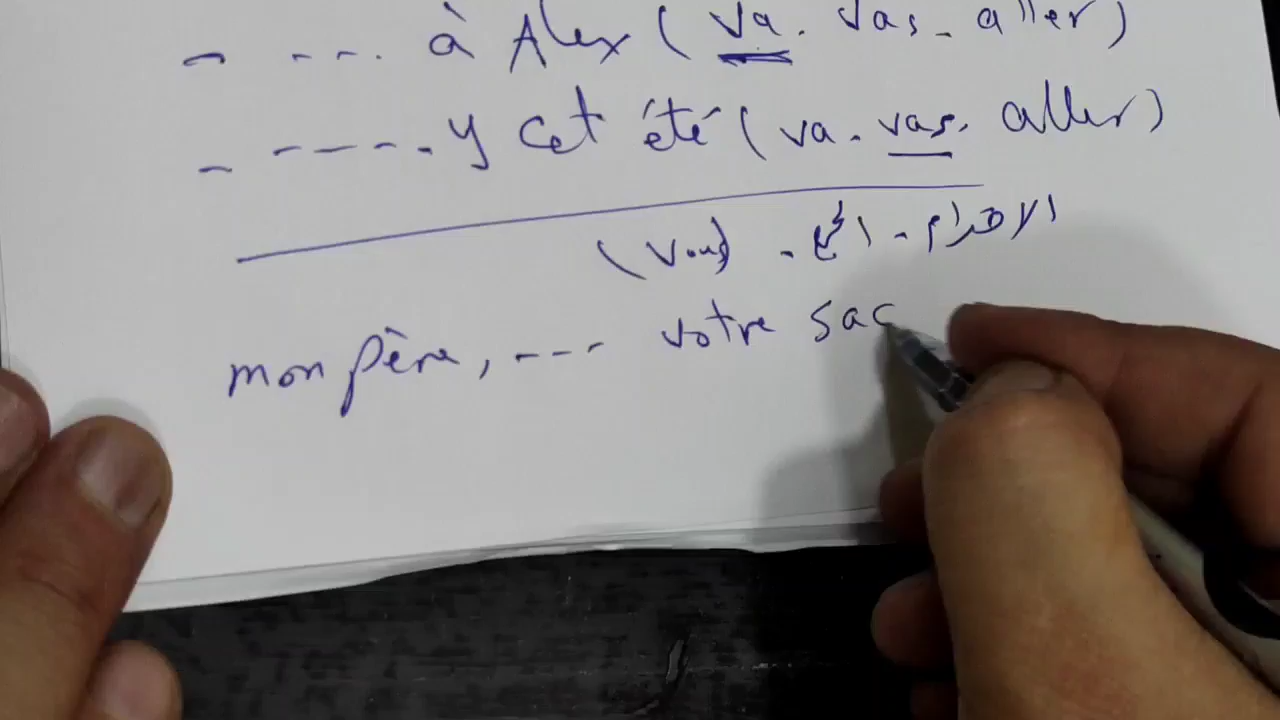 - ---. à Alex (va. vas. aller)
- -----. y cet été (va. vas. aller)
الاحترام - الجمع - (Vous)
mon père, --- votre sac